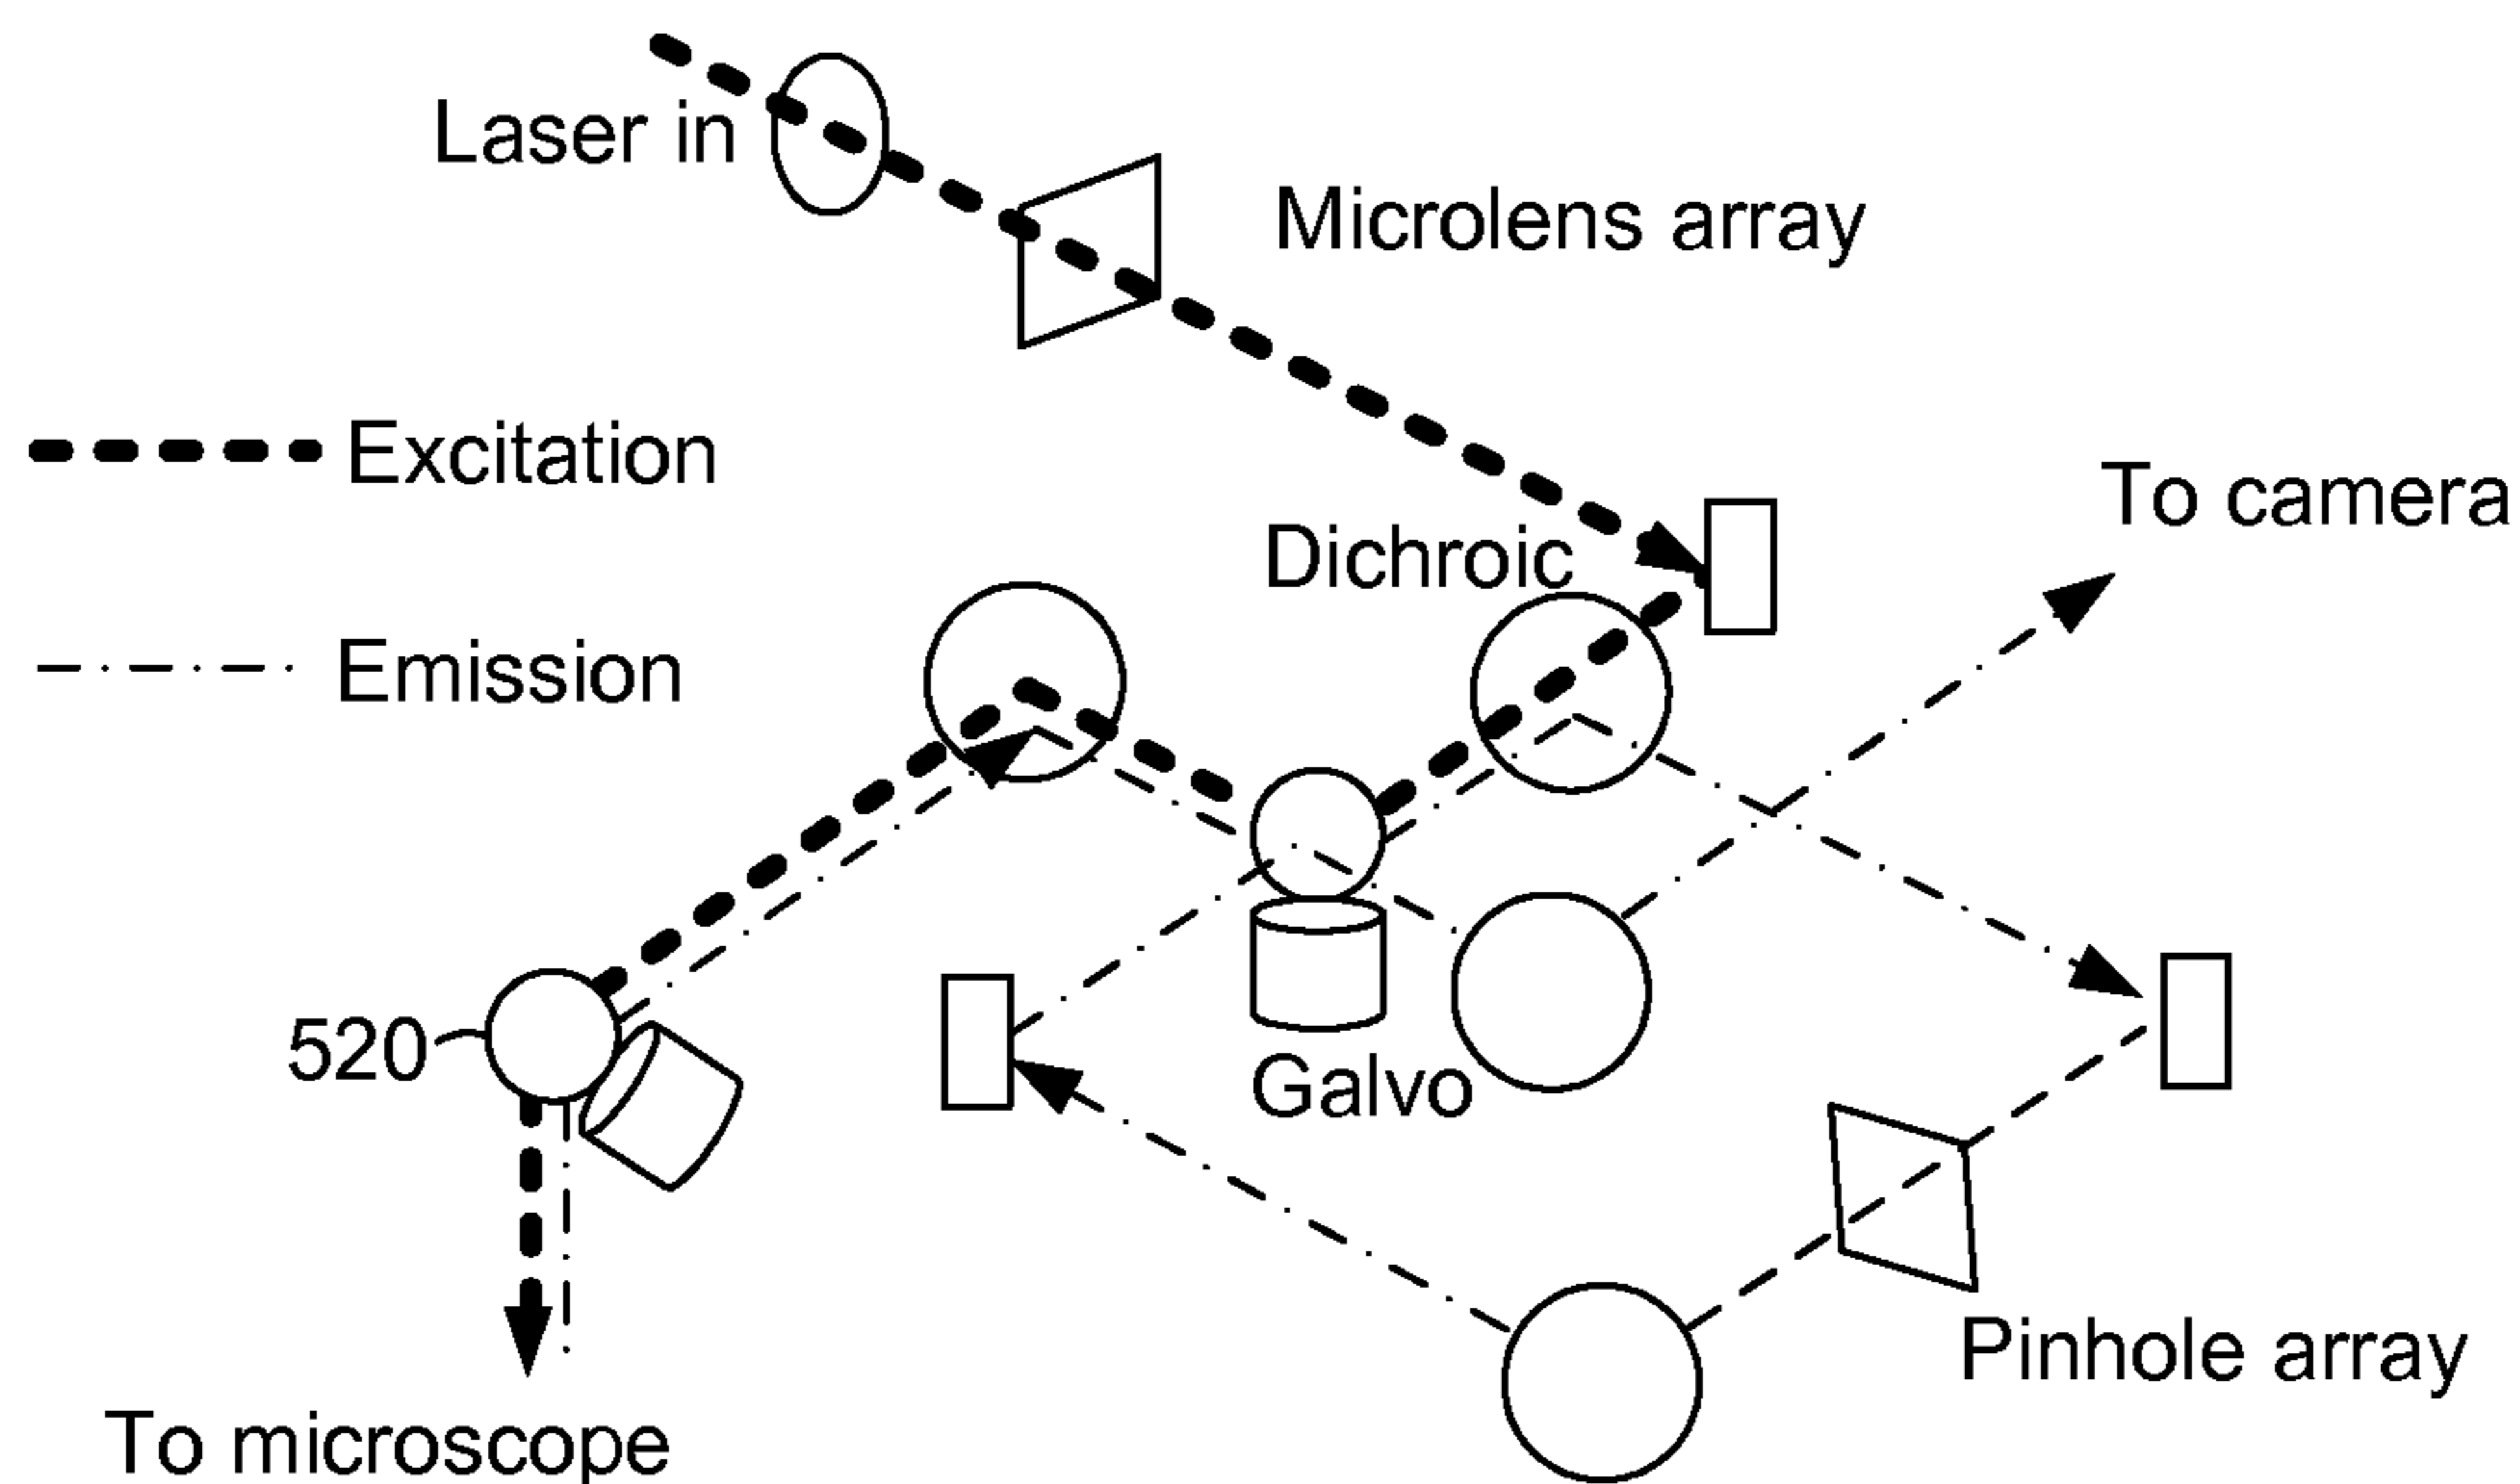 Laser in
Microlens array
Excitation
To camera
Dichroic
Emission
520
Galvo
Pinhole array
To microscope